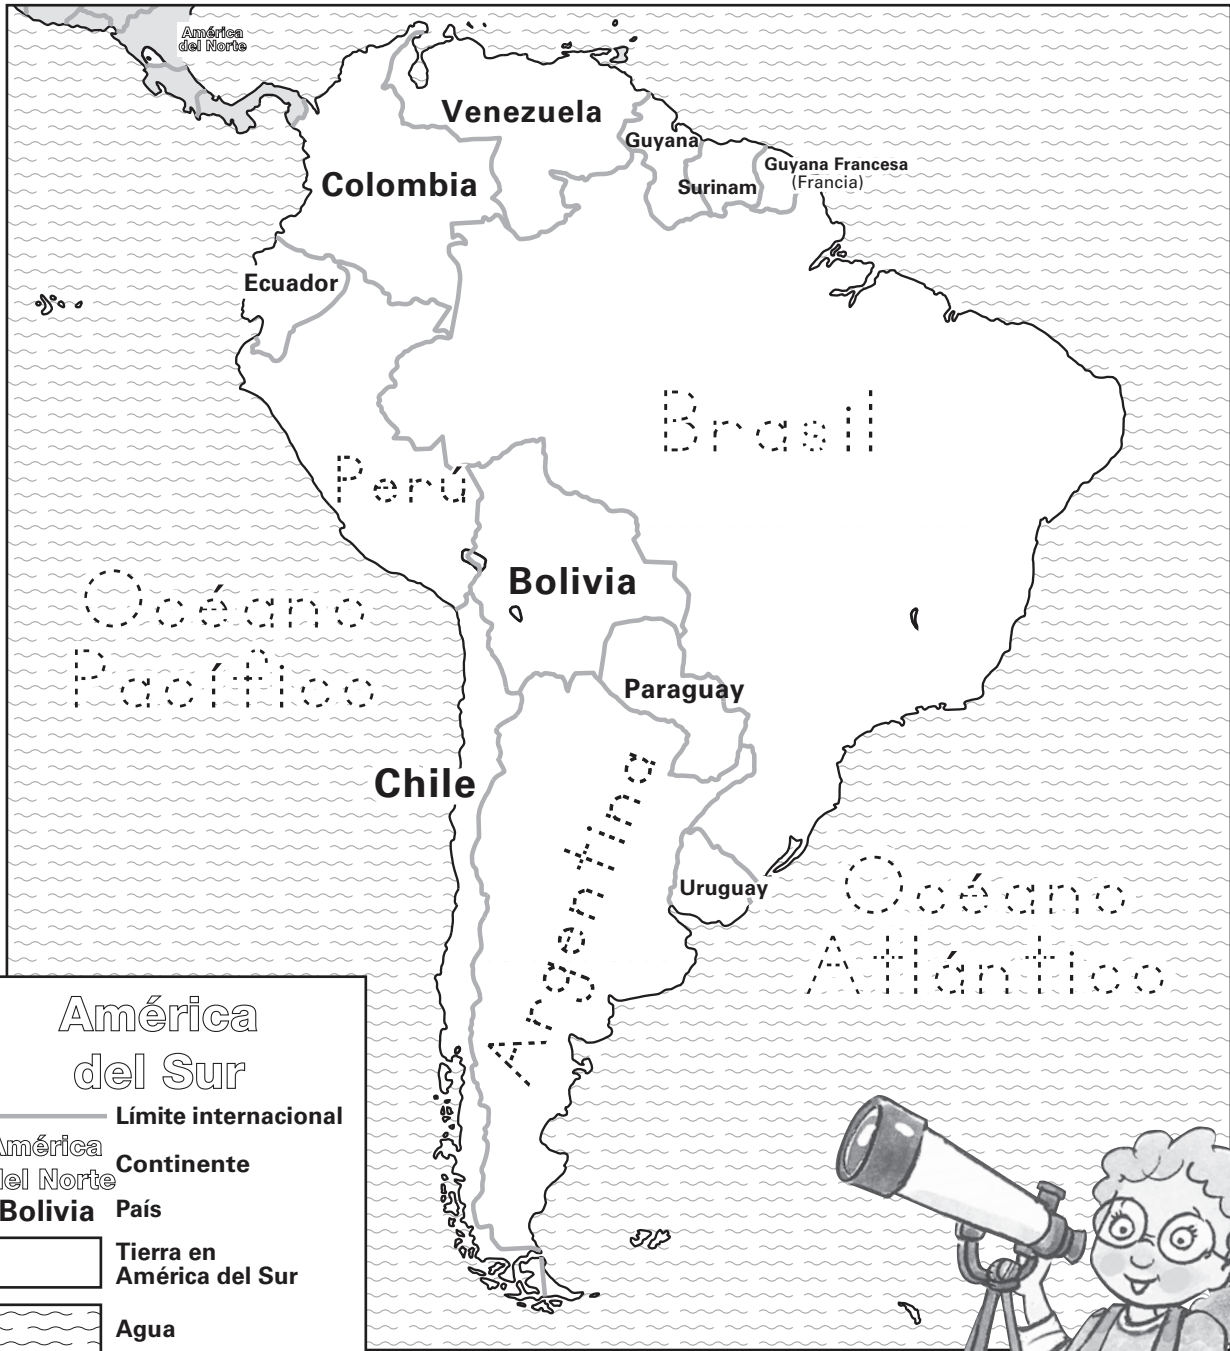 América
del Norte
Venezuela
Guyana
Guyana Francesa
(Francia)
Surinam
Colombia
Ecuador
Brasil
Perú
Bolivia
Océano
Pacífico
Paraguay
Chile
Argentina
Uruguay
Océano
Atlántico
América
del Sur
Límite internacional
América
del Norte
Continente
Bolivia País
Tierra en
América del Sur
Agua